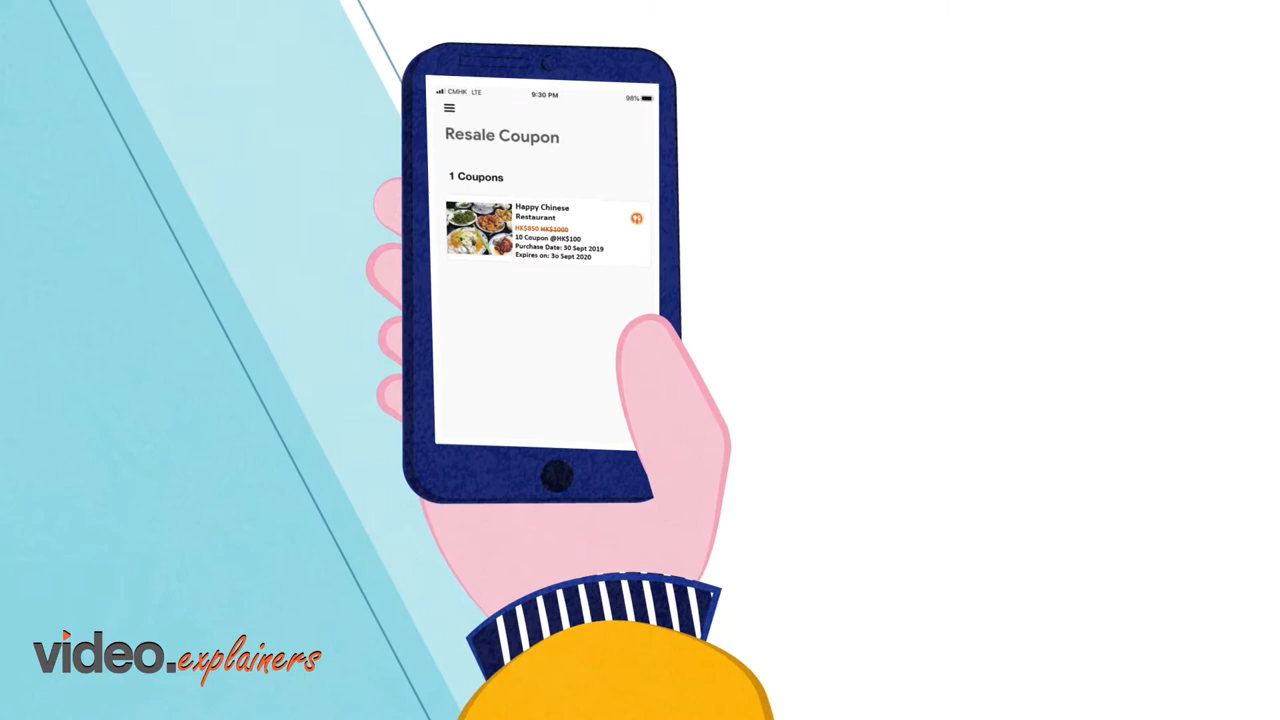 CMHK LTE 9:30 PM 98%
Resale Coupon
1 Coupons
Happy Chinese
Restaurant
HK$850 HK$1000
10 Coupon @HK$100
Purchase Date: 30 Sept 2019
Expires on: 3o Sept 2020
video.explainers